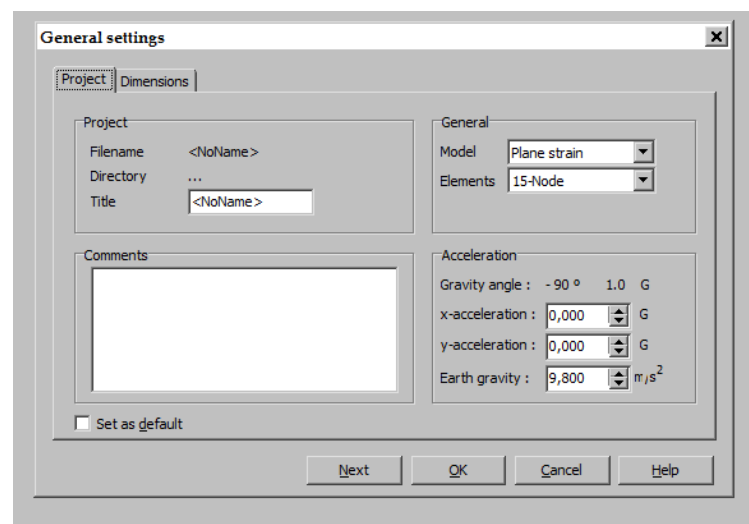 General settings
Project Dimensions
Project
Filename <NoName>
Directory ...
Title <NoName>
General
Model Plane strain
Elements 15-Node
Comments
Acceleration
Gravity angle : - 90 º 1.0 G
x-acceleration : 0,000 G
y-acceleration : 0,000 G
Earth gravity : 9,800 m/s²
Set as default
Next OK Cancel Help